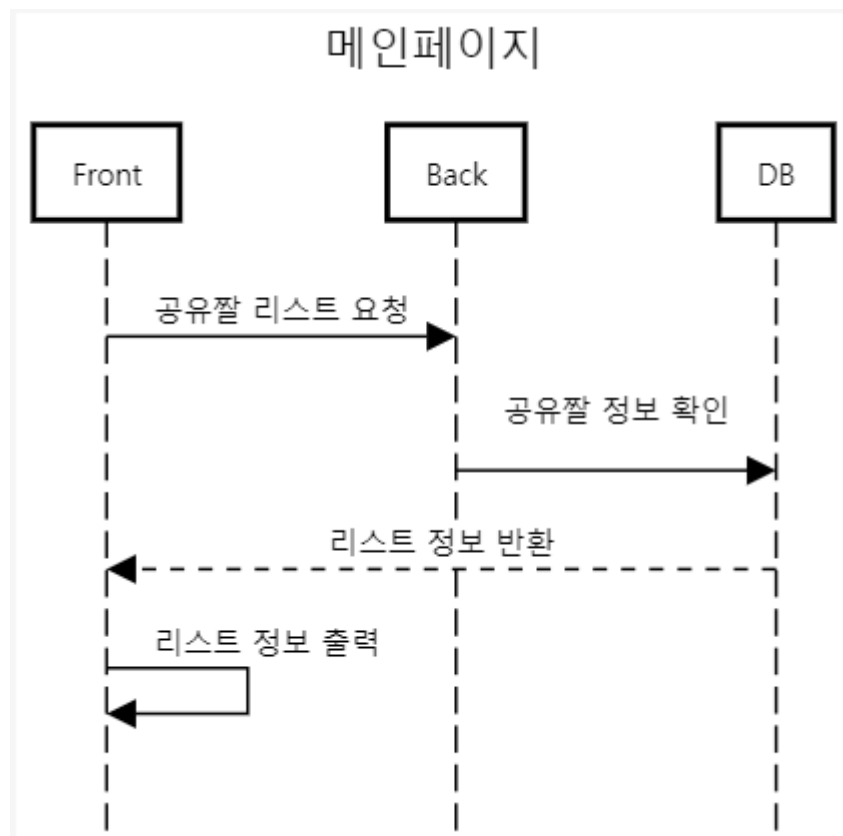 메인페이지
Front
Back
DB
공유짤 리스트 요청
공유짤 정보 확인
리스트 정보 반환
리스트 정보 출력